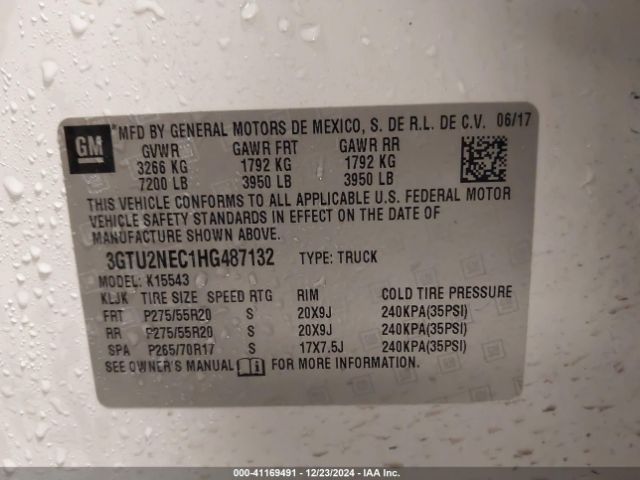 GM
MFD BY GENERAL MOTORS DE MEXICO, S. DE R.L. DE C.V. 06/17
GVWR GAWR FRT GAWR RR
3266 KG 1792 KG 1792 KG
7200 LB 3950 LB 3950 LB
THIS VEHICLE CONFORMS TO ALL APPLICABLE U.S. FEDERAL MOTOR
VEHICLE SAFETY STANDARDS IN EFFECT ON THE DATE OF
MANUFACTURE SHOWN ABOVE.
3GTU2NEC1HG487132 TYPE: TRUCK
MODEL: K15543
KLJK TIRE SIZE SPEED RTG RIM COLD TIRE PRESSURE
FRT P275/55R20 S 20X9J 240KPA(35PSI)
RR P275/55R20 S 20X9J 240KPA(35PSI)
SPA P265/70R17 S 17X7.5J 240KPA(35PSI)
SEE OWNER'S MANUAL FOR MORE INFORMATION.
000-41169491 - 12/23/2024 - IAA Inc.